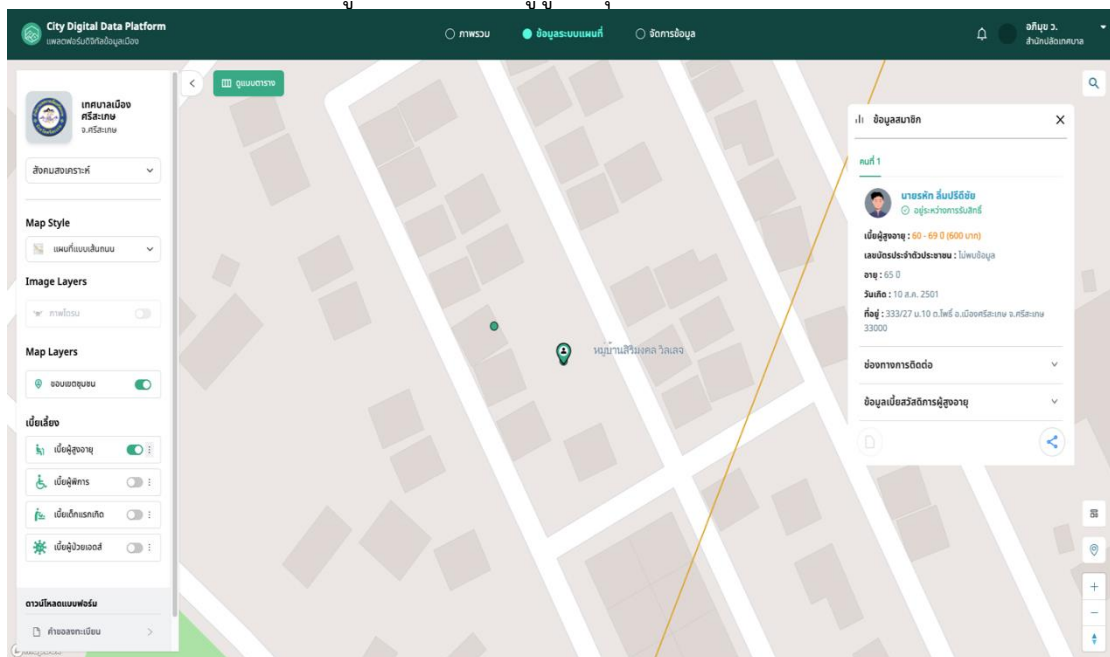 City Digital Data Platform
แพลตฟอร์มดิจิทัลข้อมูลเมือง
ภาพรวม
ข้อมูลระบบแผนที่
จัดการข้อมูล
อภิมุข ว.
สำนักปลัดเทศบาล
เทศบาลเมือง
ศรีสะเกษ
จ.ศรีสะเกษ
ดูแบบตาราง
สังคมสงเคราะห์
Map Style
แผนที่แบบเส้นถนน
Image Layers
ภาพโดรน
Map Layers
ขอบเขตชุมชน
เบี้ยเลี้ยง
เบี้ยผู้สูงอายุ
เบี้ยผู้พิการ
เบี้ยเด็กแรกเกิด
เบี้ยผู้ป่วยเอดส์
ดาวน์โหลดแบบฟอร์ม
คำขอลงทะเบียน
หมู่บ้านสิริมงคล วิลเลจ
ข้อมูลสมาชิก
คนที่ 1
นายรหัท ลิ่มปรีดีชัย
อยู่ระหว่างการรับสิทธิ์
เบี้ยผู้สูงอายุ : 60 - 69 ปี (600 บาท)
เลขบัตรประจำตัวประชาชน : ไม่พบข้อมูล
อายุ : 65 ปี
วันเกิด : 10 ส.ค. 2501
ที่อยู่ : 333/27 ม.10 ต.โพธิ์ อ.เมืองศรีสะเกษ จ.ศรีสะเกษ
33000
ช่องทางการติดต่อ
ข้อมูลเบี้ยสวัสดิการผู้สูงอายุ